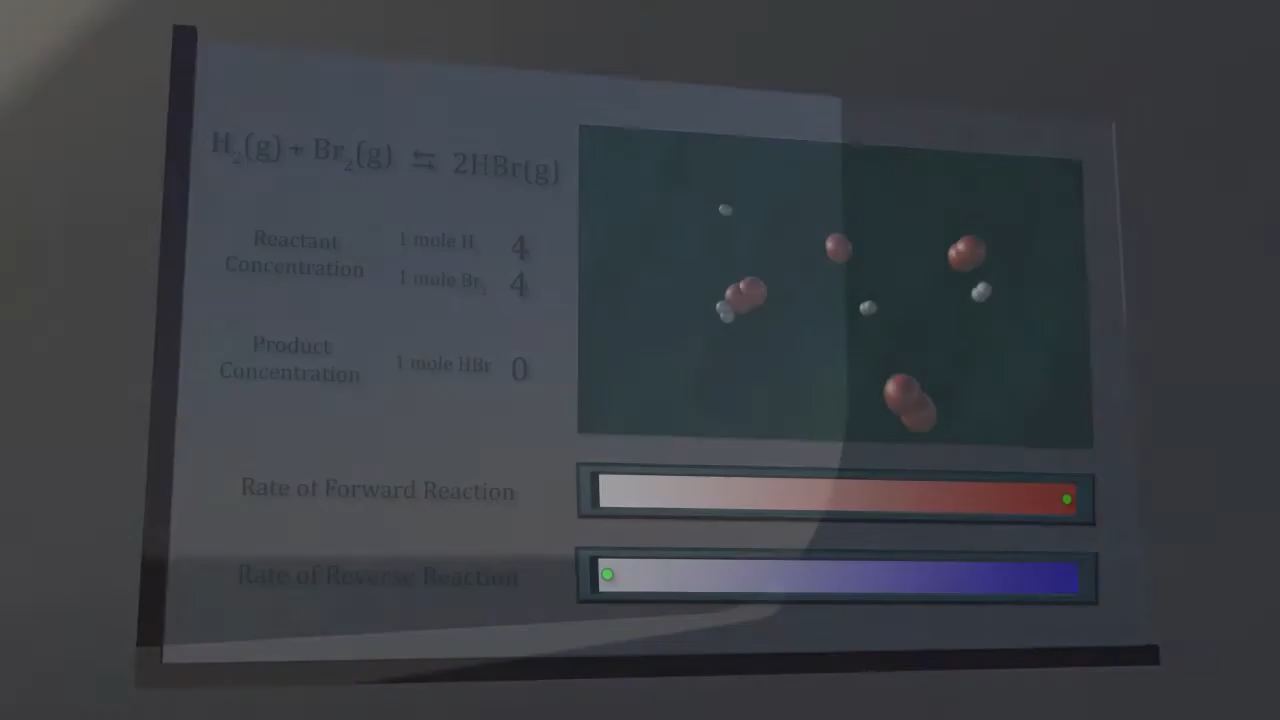 H₂(g) + Br₂(g) ⇆ 2HBr(g)
Reactant
Concentration
1 mole H₂ 4
1 mole Br₂ 4
Product
Concentration
1 mole HBr 0
Rate of Forward Reaction
Rate of Reverse Reaction